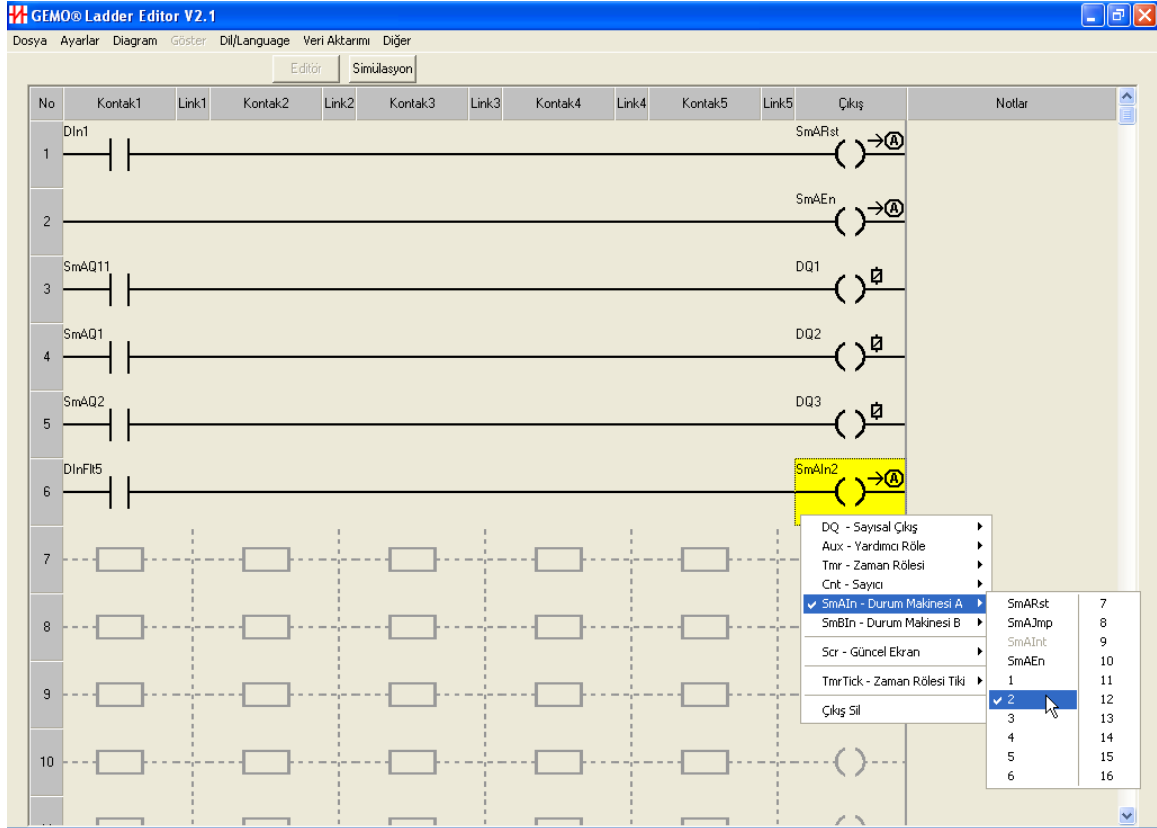 GEMO® Ladder Editor V2.1
Dosya Ayarlar Diagram Göster Dil/Language Veri Aktarımı Diğer
Editör Simülasyon
No Kontak1 Link1 Kontak2 Link2 Kontak3 Link3 Kontak4 Link4 Kontak5 Link5 Çıkış Notlar
DIn1 SmARst
1 A
SmAEn
2 A
SmAQ11 DQ1
3
SmAQ1 DQ2
4
SmAQ2 DQ3
5
DInFlt5 SmAIn2
6 A
7
8
9
10
DQ - Sayısal Çıkış
Aux - Yardımcı Röle
Tmr - Zaman Rölesi
Cnt - Sayıcı
SmAIn - Durum Makinesi A
SmBIn - Durum Makinesi B
Scr - Güncel Ekran
TmrTick - Zaman Rölesi Tiki
Çıkış Sil
SmARst 7
SmAJmp 8
SmAInt 9
SmAEn 10
1 11
2 12
3 13
4 14
5 15
6 16